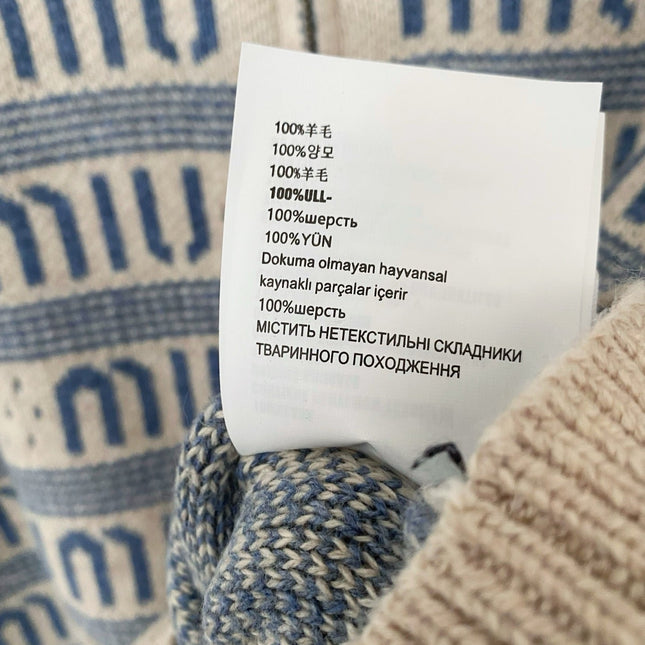 100%羊毛
100%양모
100%羊毛
100%ULL-
100%шерсть
100%YÜN
Dokuma olmayan hayvansal
kaynaklı parçalar içerir
100%шерсть
МІСТИТЬ НЕТЕКСТИЛЬНІ СКЛАДНИКИ
ТВАРИННОГО ПОХОДЖЕННЯ